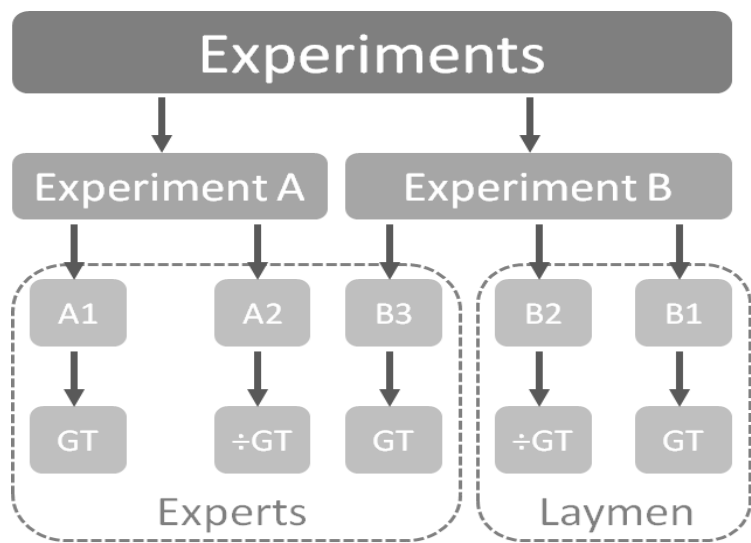 Experiments
Experiment A
Experiment B
A1
A2
B3
B2
B1
GT
÷GT
GT
÷GT
GT
Experts
Laymen